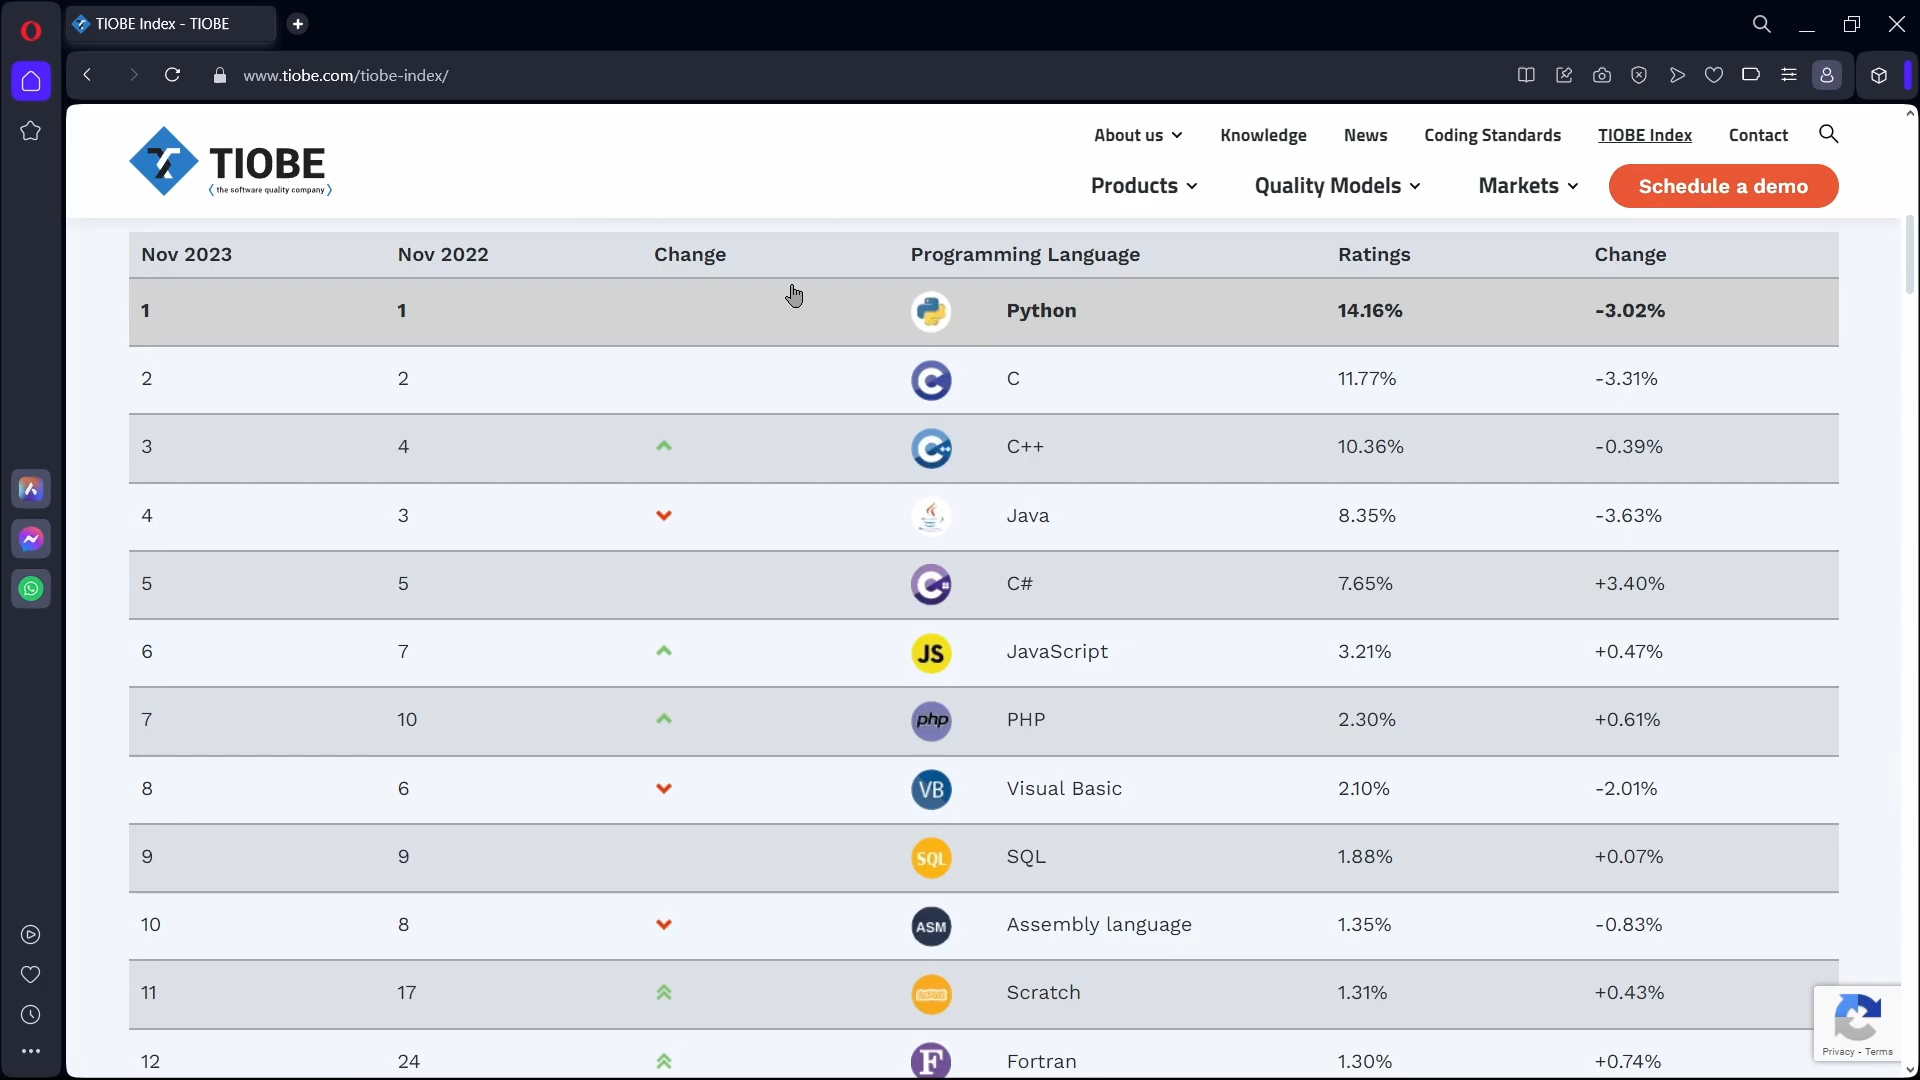 TIOBE Index - TIOBE
www.tiobe.com/tiobe-index/
TIOBE
⟨ the software quality company ⟩
About us Knowledge News Coding Standards TIOBE Index Contact
Products Quality Models Markets Schedule a demo
Nov 2023 Nov 2022 Change Programming Language Ratings Change
1 1 Python 14.16% -3.02%
2 2 C C 11.77% -3.31%
3 4 C++ C++ 10.36% -0.39%
4 3 Java 8.35% -3.63%
5 5 C# C# 7.65% +3.40%
6 7 JS JavaScript 3.21% +0.47%
7 10 php PHP 2.30% +0.61%
8 6 VB Visual Basic 2.10% -2.01%
9 9 SQL SQL 1.88% +0.07%
10 8 ASM Assembly language 1.35% -0.83%
11 17 Scratch 1.31% +0.43%
12 24 F Fortran 1.30% +0.74%
Privacy - Terms